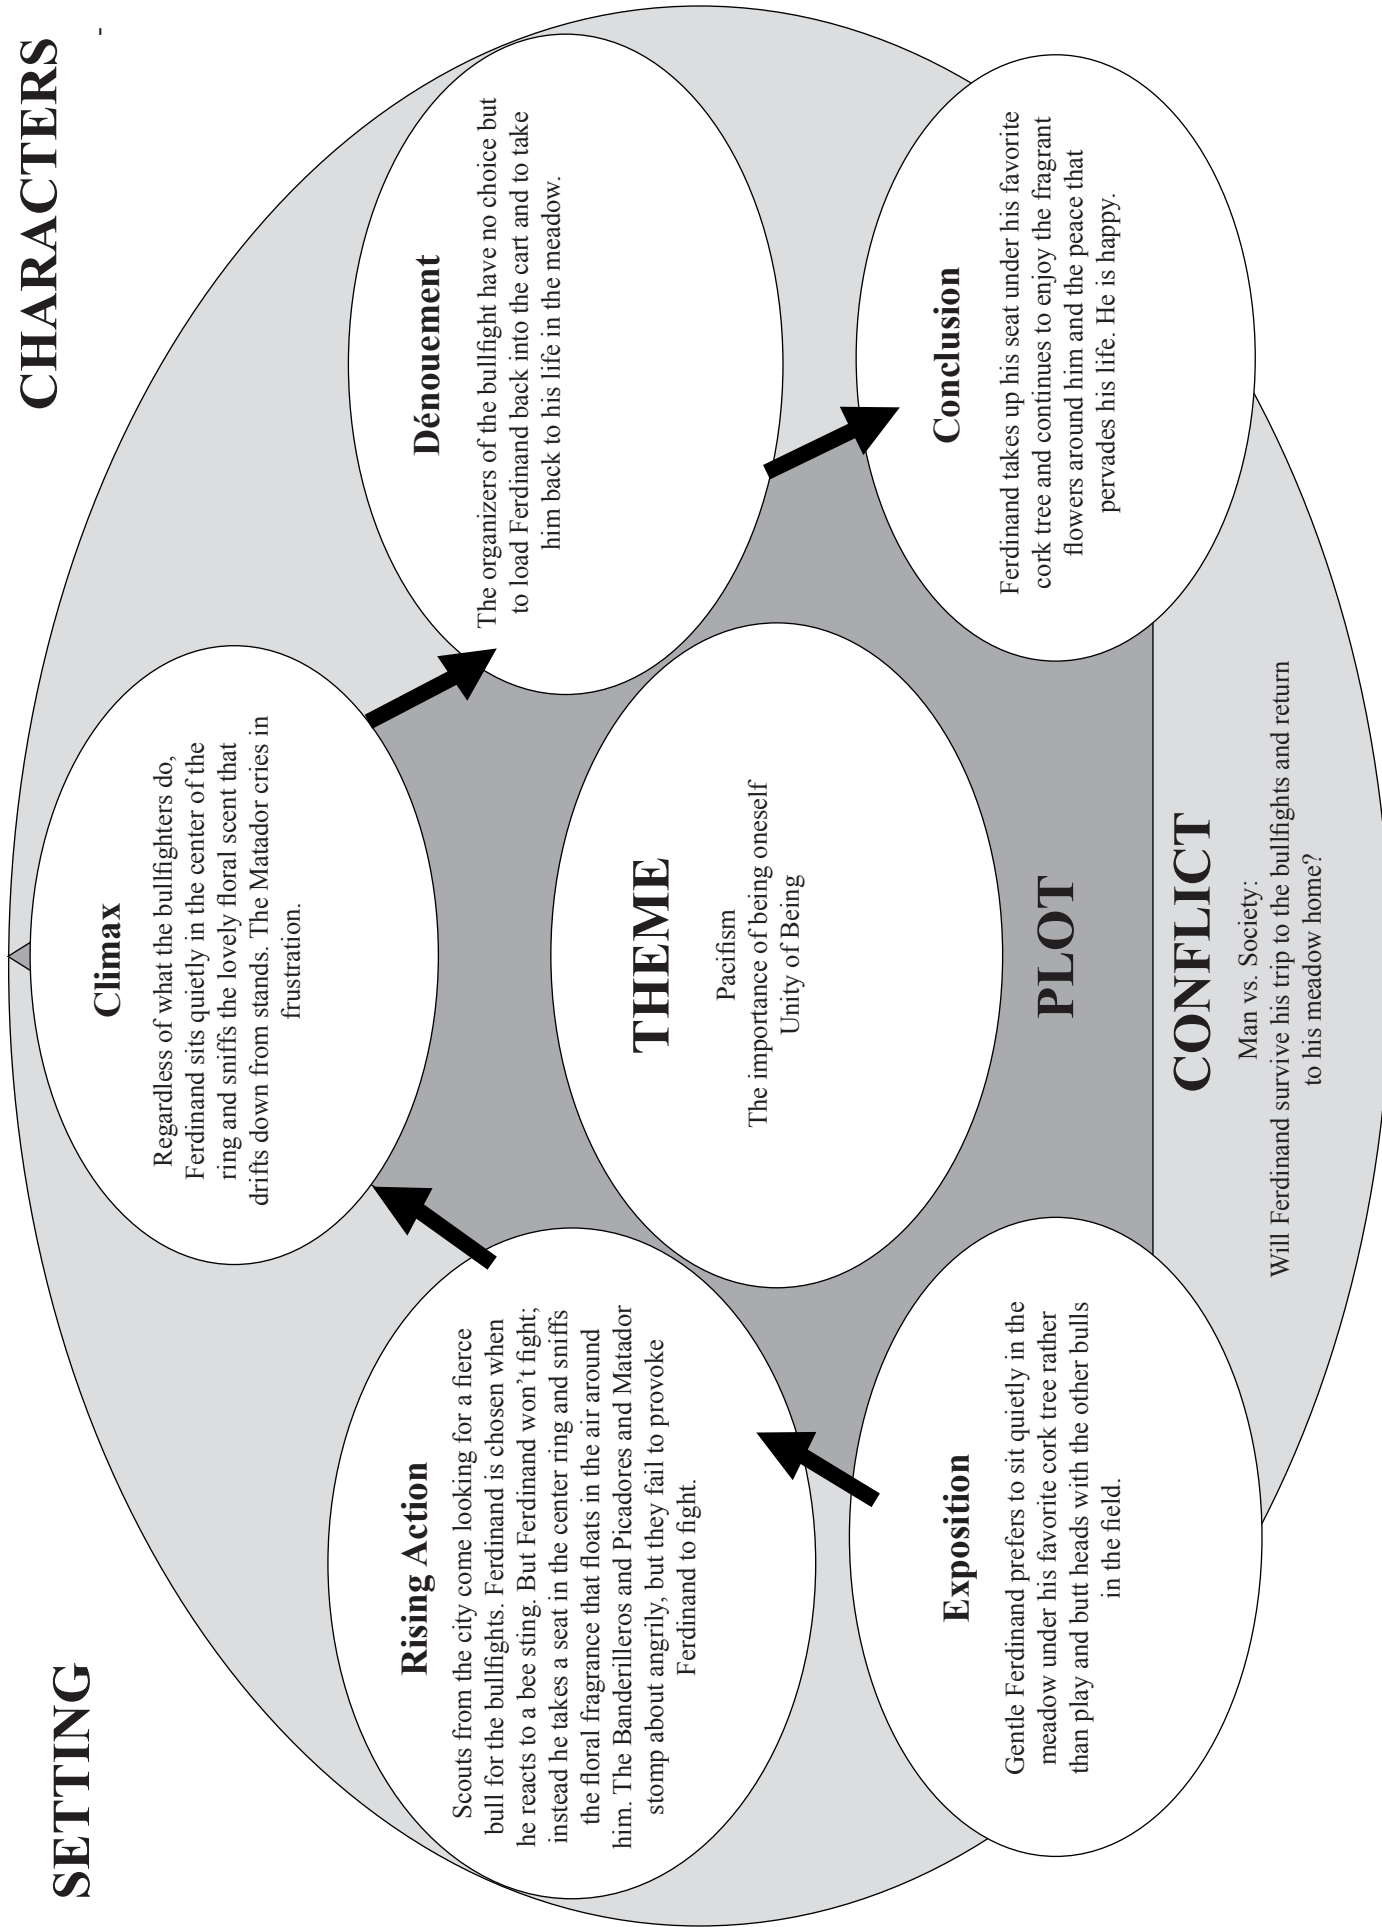 SETTING
CHARACTERS
Climax
Regardless of what the bullfighters do,
Ferdinand sits quietly in the center of the
ring and sniffs the lovely floral scent that
drifts down from stands. The Matador cries in
frustration.
Rising Action
Scouts from the city come looking for a fierce
bull for the bullfights. Ferdinand is chosen when
he reacts to a bee sting. But Ferdinand won't fight;
instead he takes a seat in the center ring and sniffs
the floral fragrance that floats in the air around
him. The Banderilleros and Picadores and Matador
stomp about angrily, but they fail to provoke
Ferdinand to fight.
Dénouement
The organizers of the bullfight have no choice but
to load Ferdinand back into the cart and to take
him back to his life in the meadow.
THEME
Pacifism
The importance of being oneself
Unity of Being
Exposition
Gentle Ferdinand prefers to sit quietly in the
meadow under his favorite cork tree rather
than play and butt heads with the other bulls
in the field.
Conclusion
Ferdinand takes up his seat under his favorite
cork tree and continues to enjoy the fragrant
flowers around him and the peace that
pervades his life. He is happy.
PLOT
CONFLICT
Man vs. Society:
Will Ferdinand survive his trip to the bullfights and return
to his meadow home?